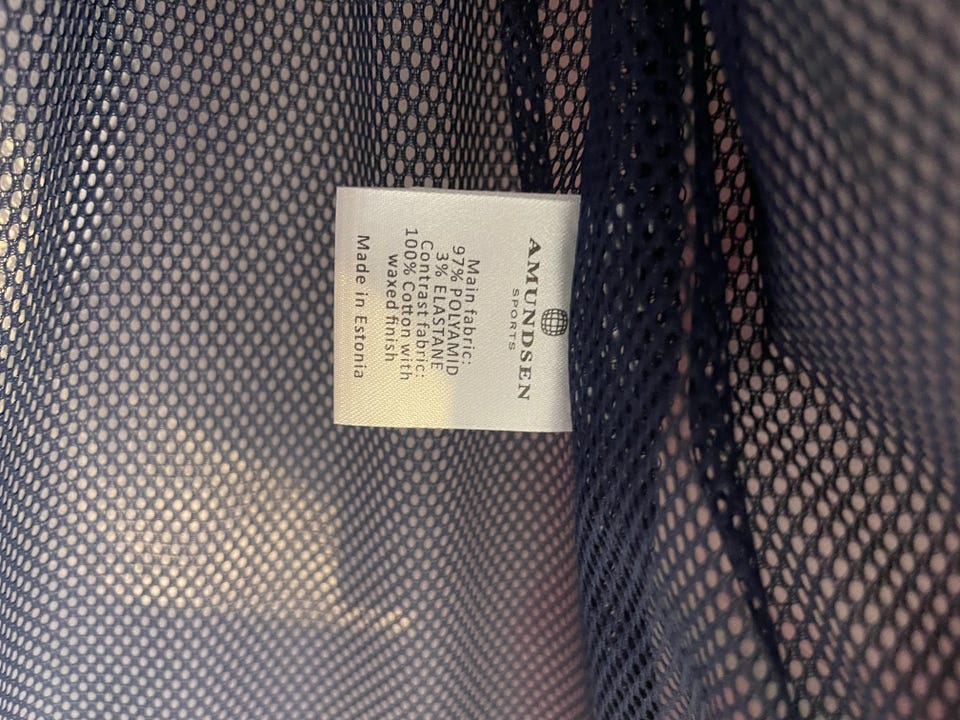 AMUNDSEN
SPORTS
Main fabric:
97% POLYAMID
3% ELASTANE
Contrast fabric:
100% Cotton with
waxed finish
Made in Estonia